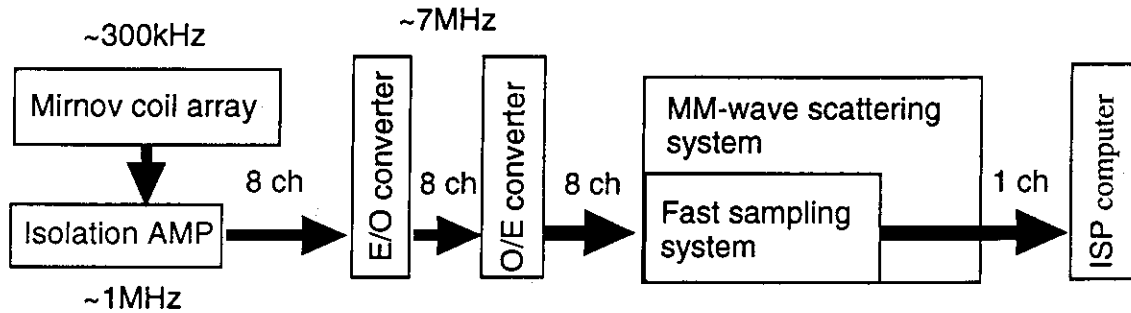 ~300kHz
~7MHz
Mirnov coil array
Isolation AMP
~1MHz
8 ch
E/O converter
8 ch
O/E converter
8 ch
MM-wave scattering
system
Fast sampling
system
1 ch
ISP computer